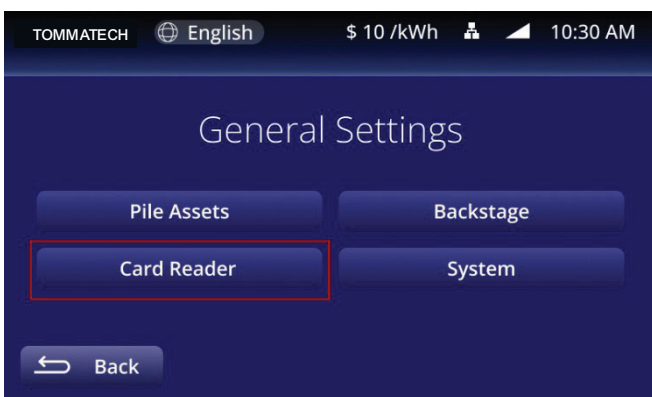 TOMMATECH English $ 10 /kWh 10:30 AM
General Settings
Pile Assets Backstage
Card Reader System
Back